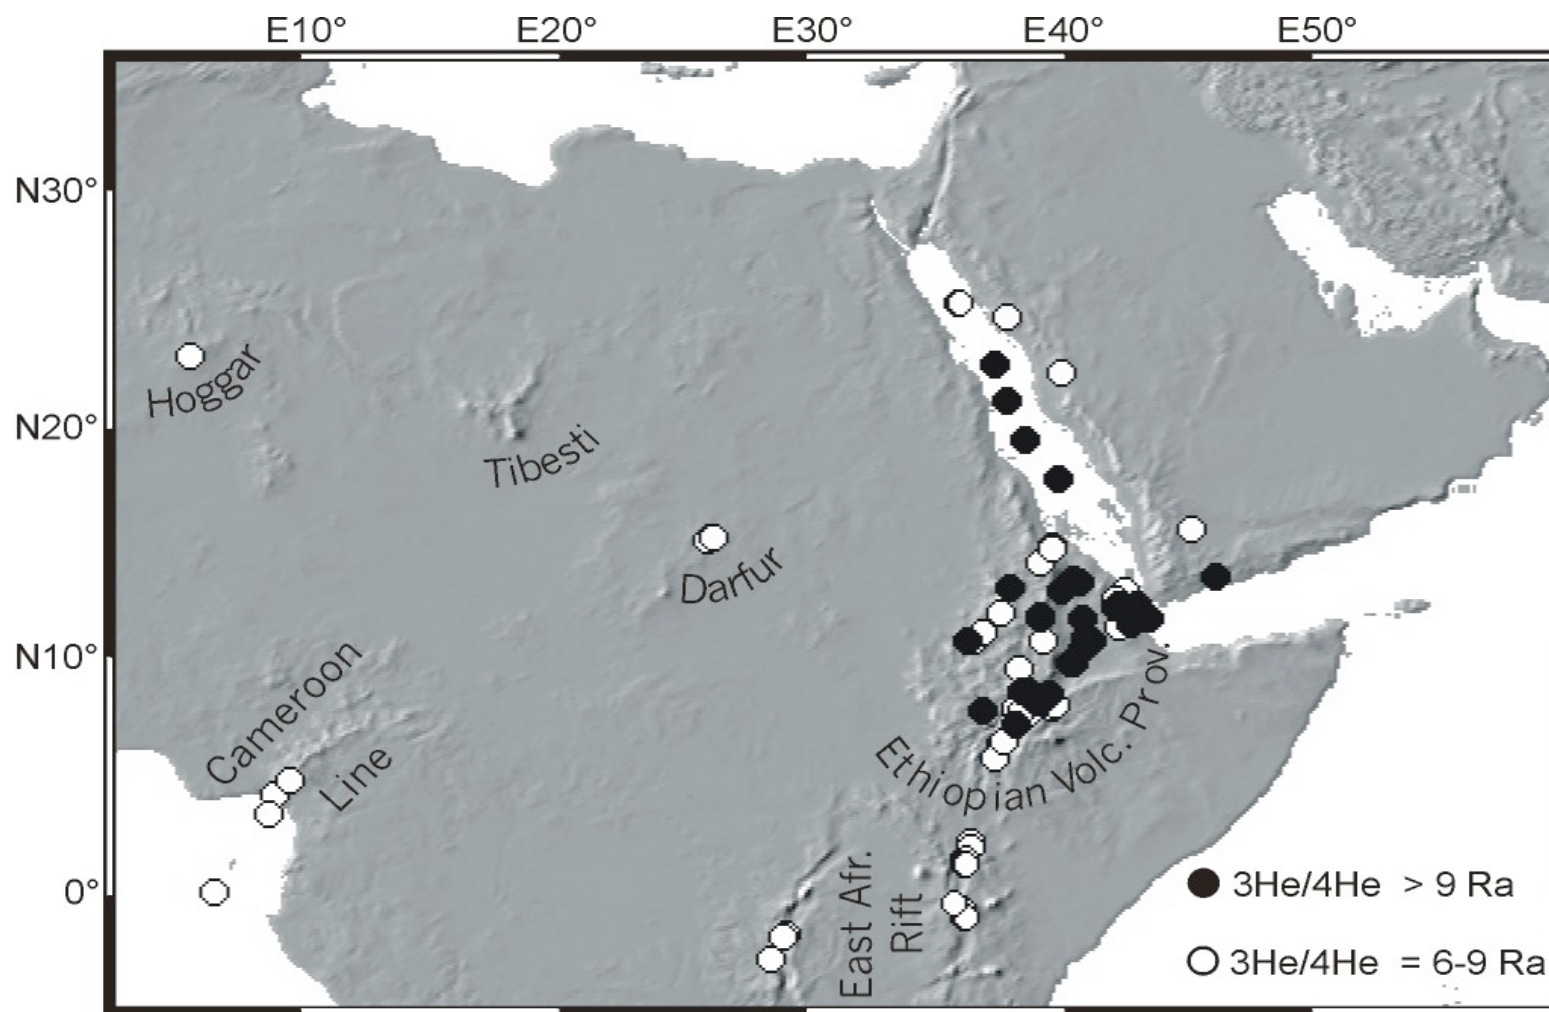 E10° E20° E30° E40° E50°
N30°
N20°
N10°
0°
Hoggar
Tibesti
Darfur
Cameroon
Line
Ethiopian Volc. Prov.
East Afr.
Rift
3He/4He > 9 Ra
3He/4He = 6-9 Ra